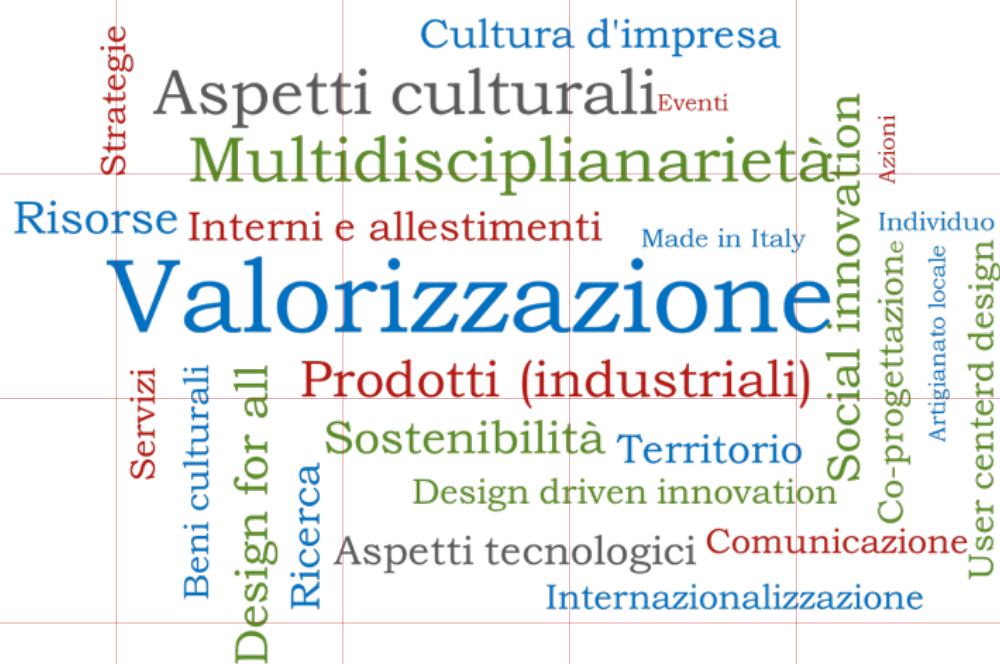 Cultura d'impresa
Strategie
Aspetti culturali
Eventi
Multidisciplianarietà
Social innovation
Azioni
Risorse
Interni e allestimenti
Made in Italy
Individuo
Valorizzazione
Co-progettazione
Artigianato locale
User centerd design
Servizi
Beni culturali
Design for all
Prodotti (industriali)
Sostenibilità
Territorio
Ricerca
Design driven innovation
Aspetti tecnologici
Comunicazione
Internazionalizzazione